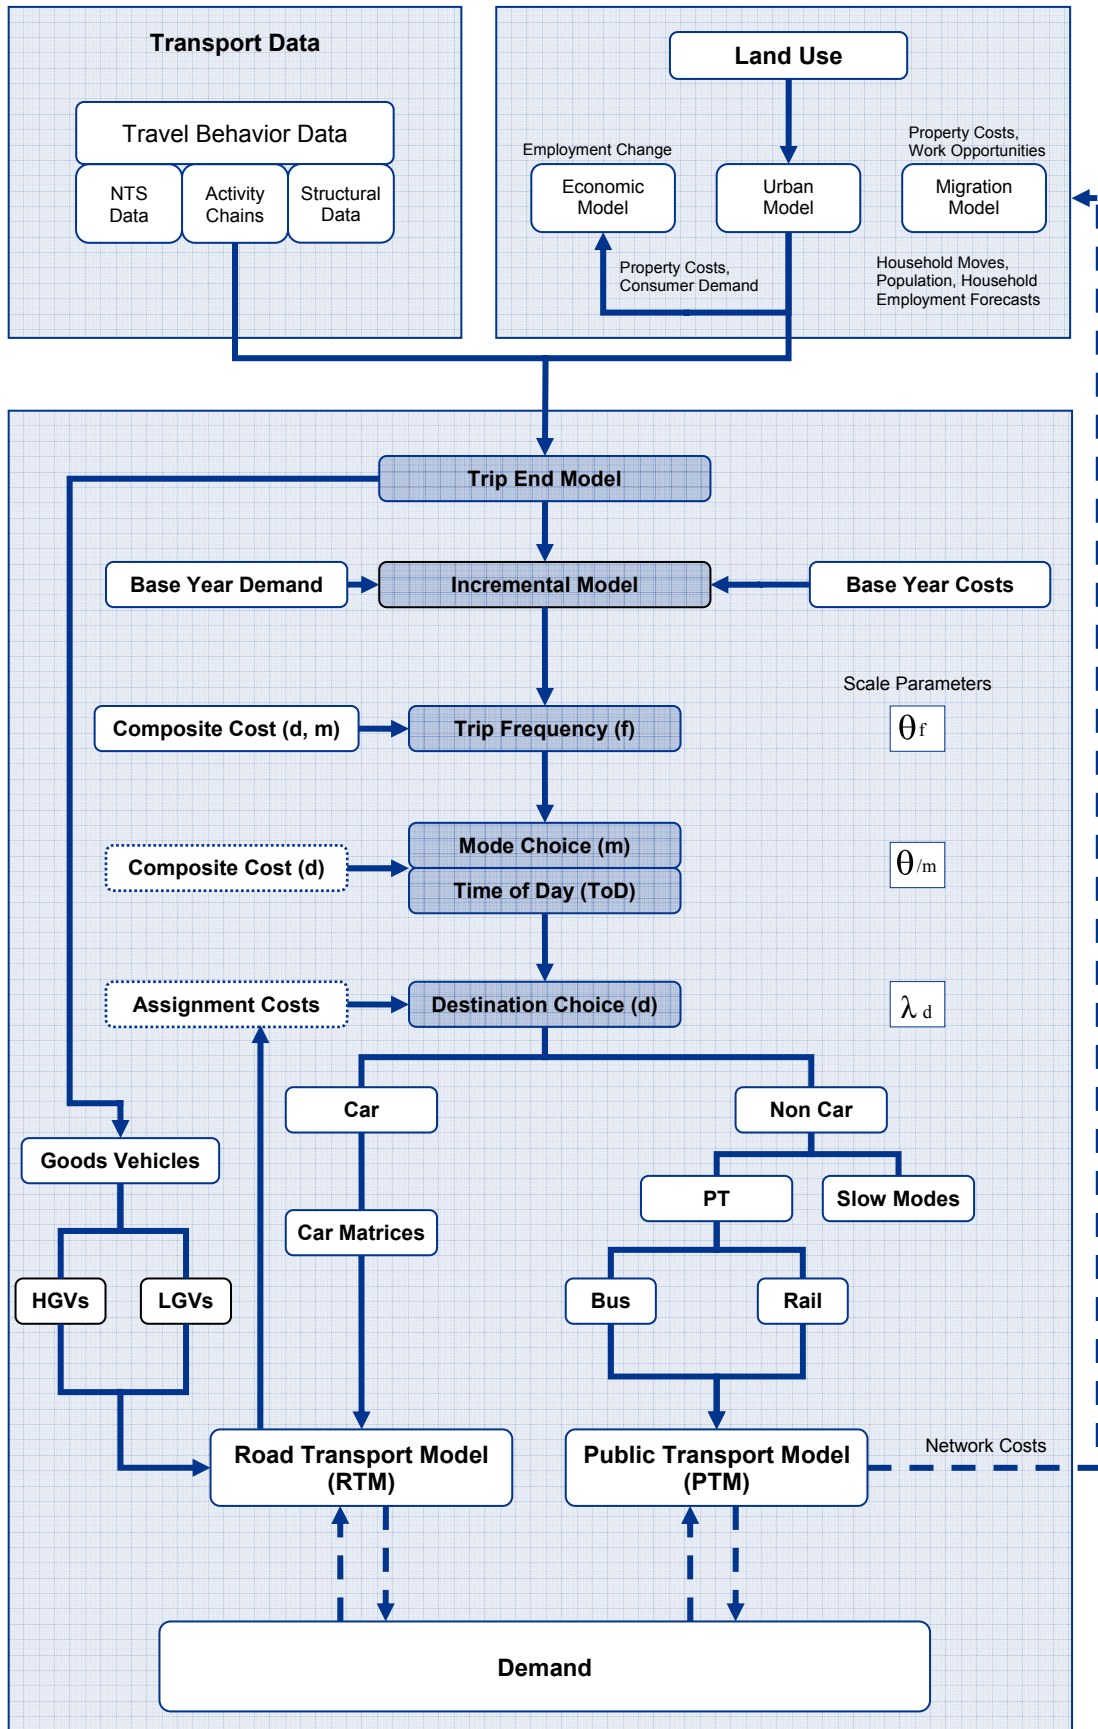 Transport Data
Travel Behavior Data
NTS
Data
Activity
Chains
Structural
Data
Land Use
Employment Change
Economic
Model
Urban
Model
Property Costs,
Work Opportunities
Migration
Model
Property Costs,
Consumer Demand
Household Moves,
Population, Household
Employment Forecasts
Trip End Model
Base Year Demand
Incremental Model
Base Year Costs
Scale Parameters
Composite Cost (d, m)
Trip Frequency (f)
θ f
Composite Cost (d)
Mode Choice (m)
Time of Day (ToD)
θ /m
Assignment Costs
Destination Choice (d)
λ d
Car
Non Car
Goods Vehicles
PT
Slow Modes
Car Matrices
HGVs
LGVs
Bus
Rail
Road Transport Model
(RTM)
Public Transport Model
(PTM)
Network Costs
Demand